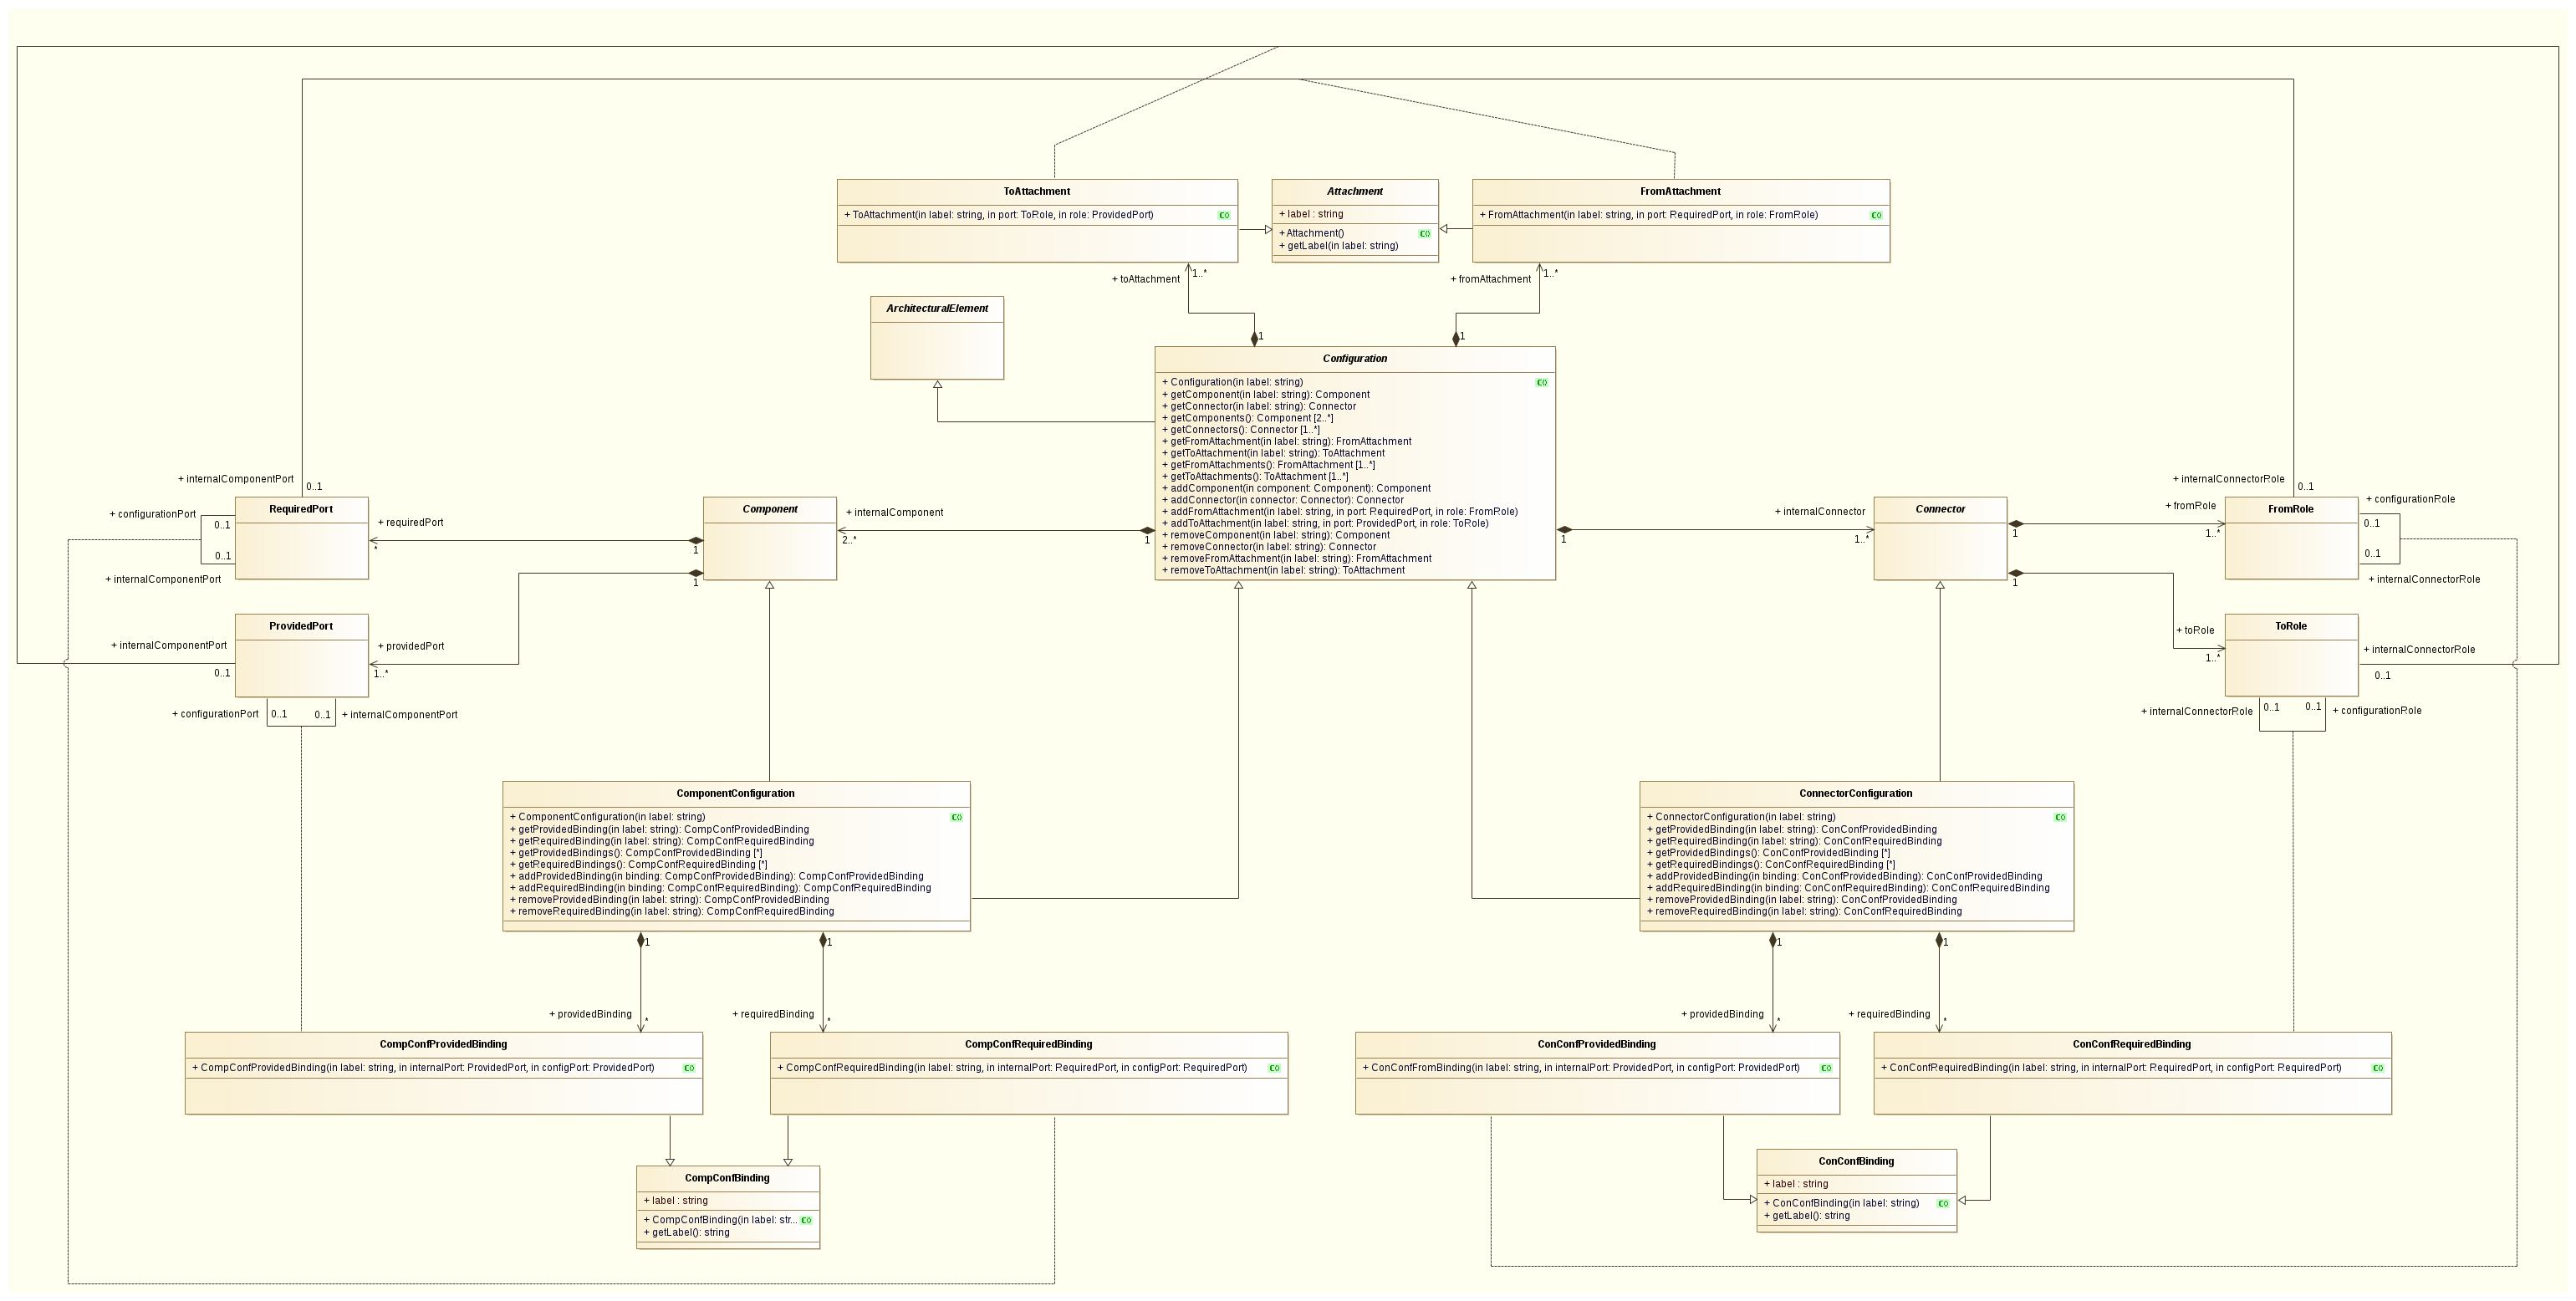 ToAttachment
+ ToAttachment(in label: string, in port: ToRole, in role: ProvidedPort)
C()
Attachment
+ label : string
+ Attachment()
C()
+ getLabel(in label: string)
FromAttachment
+ FromAttachment(in label: string, in port: RequiredPort, in role: FromRole)
C()
+ toAttachment
1..*
+ fromAttachment
1..*
ArchitecturalElement
1
1
Configuration
+ Configuration(in label: string)
C()
+ getComponent(in label: string): Component
+ getConnector(in label: string): Connector
+ getComponents(): Component [2..*]
+ getConnectors(): Connector [1..*]
+ getFromAttachment(in label: string): FromAttachment
+ getToAttachment(in label: string): ToAttachment
+ getFromAttachments(): FromAttachment [1..*]
+ getToAttachments(): ToAttachment [1..*]
+ addComponent(in component: Component): Component
+ addConnector(in connector: Connector): Connector
+ addFromAttachment(in label: string, in port: RequiredPort, in role: FromRole)
+ addToAttachment(in label: string, in port: ProvidedPort, in role: ToRole)
+ removeComponent(in label: string): Component
+ removeConnector(in label: string): Connector
+ removeFromAttachment(in label: string): FromAttachment
+ removeToAttachment(in label: string): ToAttachment
+ internalComponentPort
0..1
+ configurationPort
0..1
0..1
+ internalComponentPort
RequiredPort
+ requiredPort
*
1
1
Component
+ internalComponent
2..*
1
1
+ internalConnector
1..*
Connector
1
1
+ fromRole
1..*
+ internalConnectorRole
0..1
FromRole
+ configurationRole
0..1
0..1
+ internalConnectorRole
ProvidedPort
+ internalComponentPort
0..1
+ providedPort
1..*
+ configurationPort
0..1
0..1
+ internalComponentPort
+ toRole
1..*
ToRole
+ internalConnectorRole
0..1
+ internalConnectorRole
0..1
0..1
+ configurationRole
ComponentConfiguration
+ ComponentConfiguration(in label: string)
C()
+ getProvidedBinding(in label: string): CompConfProvidedBinding
+ getRequiredBinding(in label: string): CompConfRequiredBinding
+ getProvidedBindings(): CompConfProvidedBinding [*]
+ getRequiredBindings(): CompConfRequiredBinding [*]
+ addProvidedBinding(in binding: CompConfProvidedBinding): CompConfProvidedBinding
+ addRequiredBinding(in binding: CompConfRequiredBinding): CompConfRequiredBinding
+ removeProvidedBinding(in label: string): CompConfProvidedBinding
+ removeRequiredBinding(in label: string): CompConfRequiredBinding
ConnectorConfiguration
+ ConnectorConfiguration(in label: string)
C()
+ getProvidedBinding(in label: string): ConConfProvidedBinding
+ getRequiredBinding(in label: string): ConConfRequiredBinding
+ getProvidedBindings(): ConConfProvidedBinding [*]
+ getRequiredBindings(): ConConfRequiredBinding [*]
+ addProvidedBinding(in binding: ConConfProvidedBinding): ConConfProvidedBinding
+ addRequiredBinding(in binding: ConConfRequiredBinding): ConConfRequiredBinding
+ removeProvidedBinding(in label: string): ConConfProvidedBinding
+ removeRequiredBinding(in label: string): ConConfRequiredBinding
1
1
1
1
+ providedBinding
*
+ requiredBinding
*
+ providedBinding
*
+ requiredBinding
*
CompConfProvidedBinding
+ CompConfProvidedBinding(in label: string, in internalPort: ProvidedPort, in configPort: ProvidedPort)
C()
CompConfRequiredBinding
+ CompConfRequiredBinding(in label: string, in internalPort: RequiredPort, in configPort: RequiredPort)
C()
ConConfProvidedBinding
+ ConConfFromBinding(in label: string, in internalPort: ProvidedPort, in configPort: ProvidedPort)
C()
ConConfRequiredBinding
+ ConConfRequiredBinding(in label: string, in internalPort: RequiredPort, in configPort: RequiredPort)
C()
CompConfBinding
+ label : string
+ CompConfBinding(in label: str...
C()
+ getLabel(): string
ConConfBinding
+ label : string
+ ConConfBinding(in label: string)
C()
+ getLabel(): string